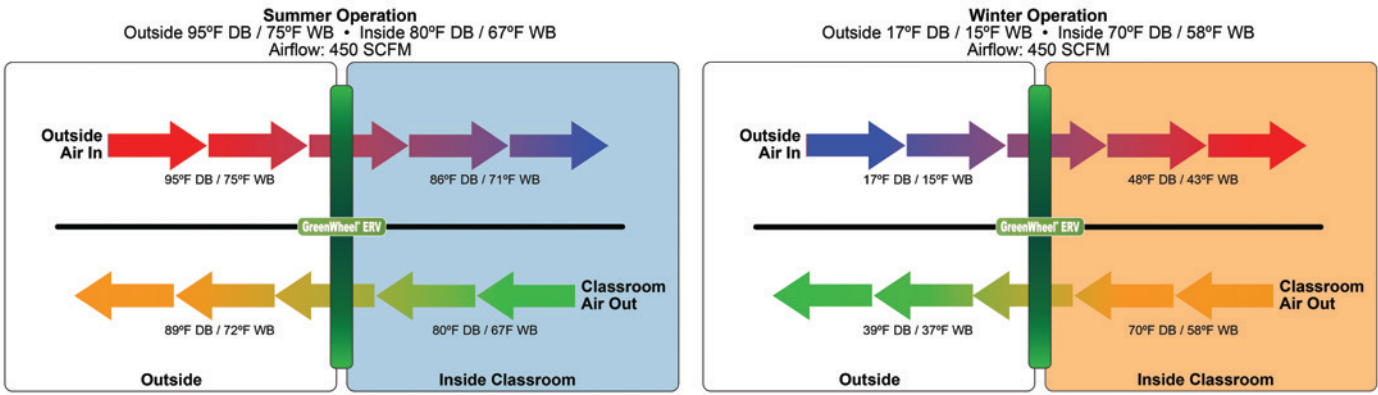 Summer Operation
Outside 95ºF DB / 75ºF WB • Inside 80ºF DB / 67ºF WB
Airflow: 450 SCFM
Outside
Air In
95ºF DB / 75ºF WB
86ºF DB / 71ºF WB
GreenWheel™ ERV
Classroom
Air Out
89ºF DB / 72ºF WB
80ºF DB / 67F WB
Outside
Inside Classroom
Winter Operation
Outside 17ºF DB / 15ºF WB • Inside 70ºF DB / 58ºF WB
Airflow: 450 SCFM
Outside
Air In
17ºF DB / 15ºF WB
48ºF DB / 43ºF WB
GreenWheel™ ERV
Classroom
Air Out
39ºF DB / 37ºF WB
70ºF DB / 58ºF WB
Outside
Inside Classroom